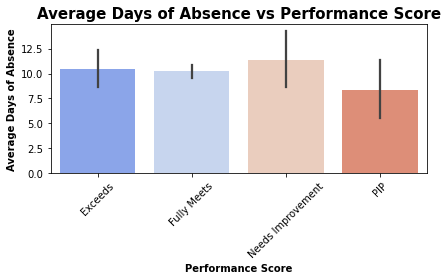 Average Days of Absence vs Performance Score
Average Days of Absence
12.5
10.0
7.5
5.0
2.5
0.0
Exceeds
Fully Meets
Needs Improvement
PIP
Performance Score